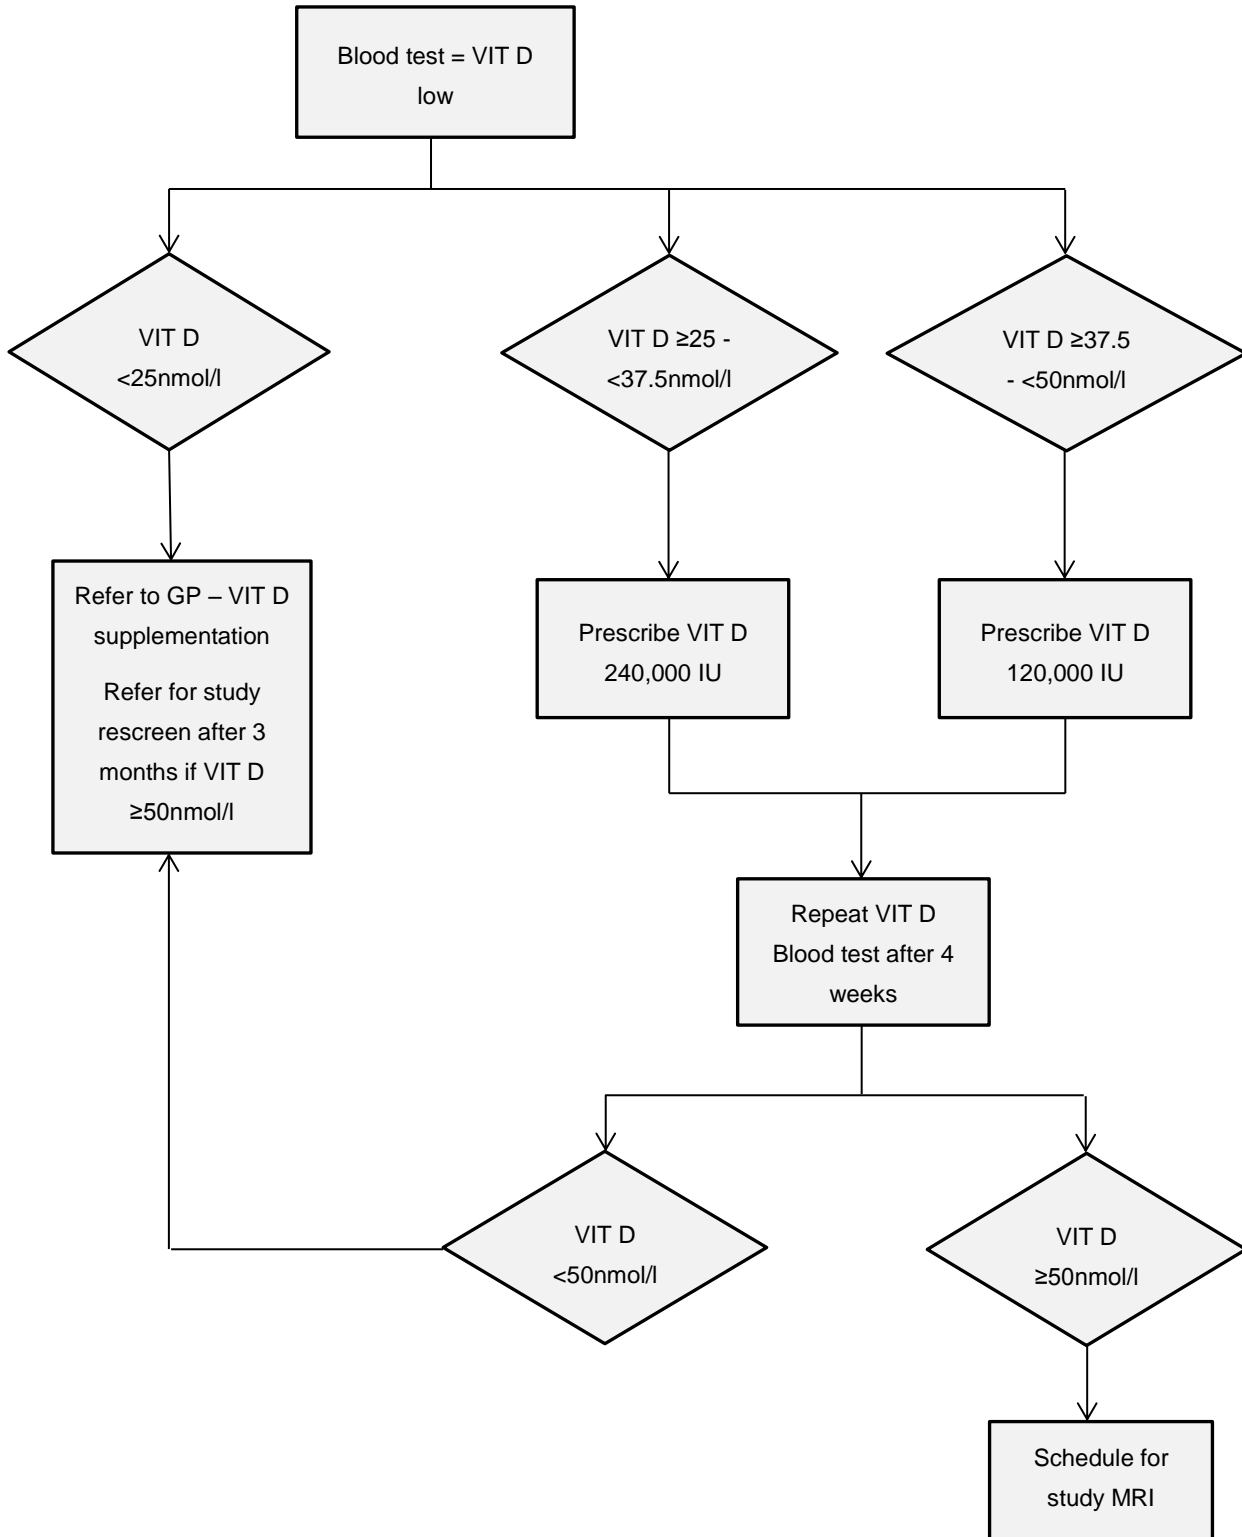 Blood test = VIT D
low
VIT D
<25nmol/l
VIT D ≥25 -
<37.5nmol/l
VIT D ≥37.5
- <50nmol/l
Refer to GP – VIT D
supplementation
Refer for study
rescreen after 3
months if VIT D
≥50nmol/l
Prescribe VIT D
240,000 IU
Prescribe VIT D
120,000 IU
Repeat VIT D
Blood test after 4
weeks
VIT D
<50nmol/l
VIT D
≥50nmol/l
Schedule for
study MRI